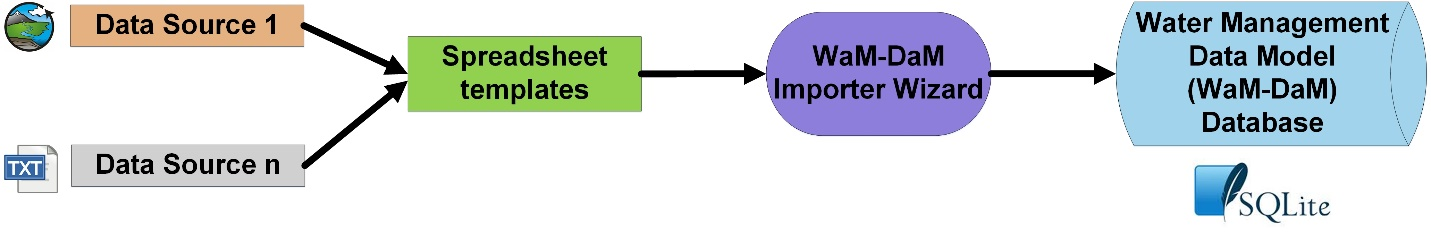 Data Source 1
Spreadsheet
templates
WaM-DaM
Importer Wizard
Water Management
Data Model
(WaM-DaM)
Database
TXT
Data Source n
SQLite